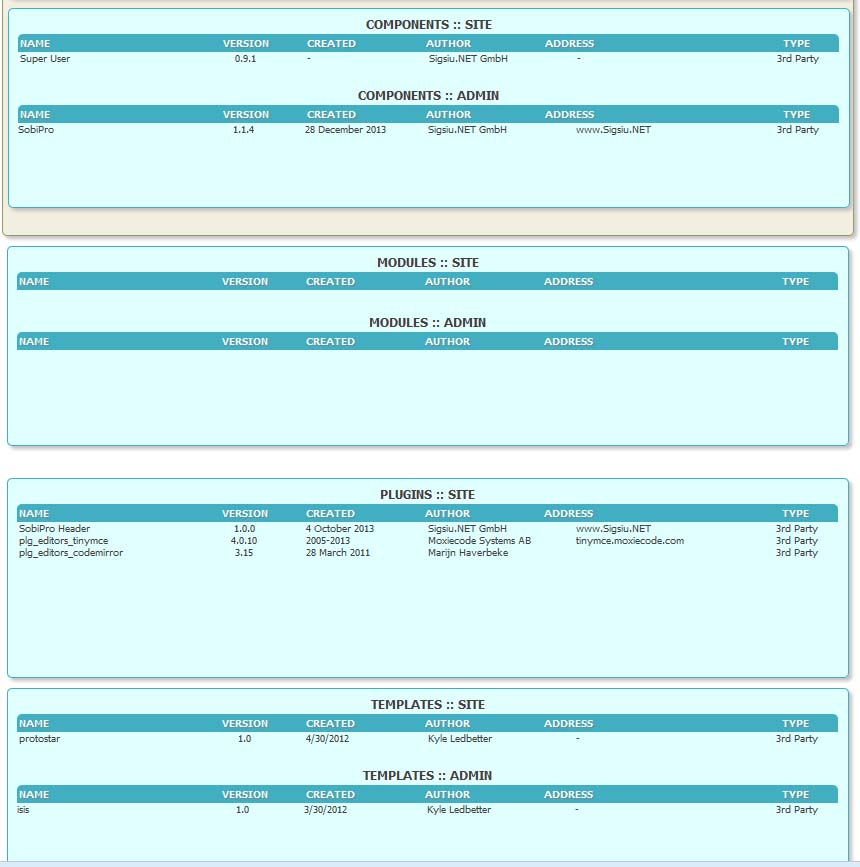 COMPONENTS :: SITE
NAME VERSION CREATED AUTHOR ADDRESS TYPE
Super User 0.9.1 - Sigsiu.NET GmbH - 3rd Party
COMPONENTS :: ADMIN
NAME VERSION CREATED AUTHOR ADDRESS TYPE
SobiPro 1.1.4 28 December 2013 Sigsiu.NET GmbH www.Sigsiu.NET 3rd Party
MODULES :: SITE
NAME VERSION CREATED AUTHOR ADDRESS TYPE
MODULES :: ADMIN
NAME VERSION CREATED AUTHOR ADDRESS TYPE
PLUGINS :: SITE
NAME VERSION CREATED AUTHOR ADDRESS TYPE
SobiPro Header 1.0.0 4 October 2013 Sigsiu.NET GmbH www.Sigsiu.NET 3rd Party
plg_editors_tinymce 4.0.10 2005-2013 Moxiecode Systems AB tinymce.moxiecode.com 3rd Party
plg_editors_codemirror 3.15 28 March 2011 Marijn Haverbeke 3rd Party
TEMPLATES :: SITE
NAME VERSION CREATED AUTHOR ADDRESS TYPE
protostar 1.0 4/30/2012 Kyle Ledbetter - 3rd Party
TEMPLATES :: ADMIN
NAME VERSION CREATED AUTHOR ADDRESS TYPE
isis 1.0 3/30/2012 Kyle Ledbetter - 3rd Party